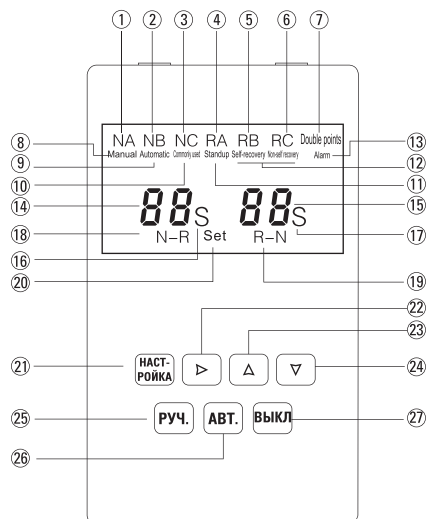 ① ② ③ ④ ⑤ ⑥ ⑦
NA NB NC RA RB RC Double points
⑧ Manual Automatic Commonly used Standup Self-recovery Non-self recovery Alarm ⑬
⑨ ⑫
⑩ ⑪
⑭ 88S 88S ⑮
⑱ N–R Set R–N ⑰
⑯
⑳ ⑲
㉒
㉓
㉑ НАСТ-
РОЙКА ▷ △ ▽ ㉔
㉕ РУЧ. АВТ. ВЫКЛ ㉗
㉖